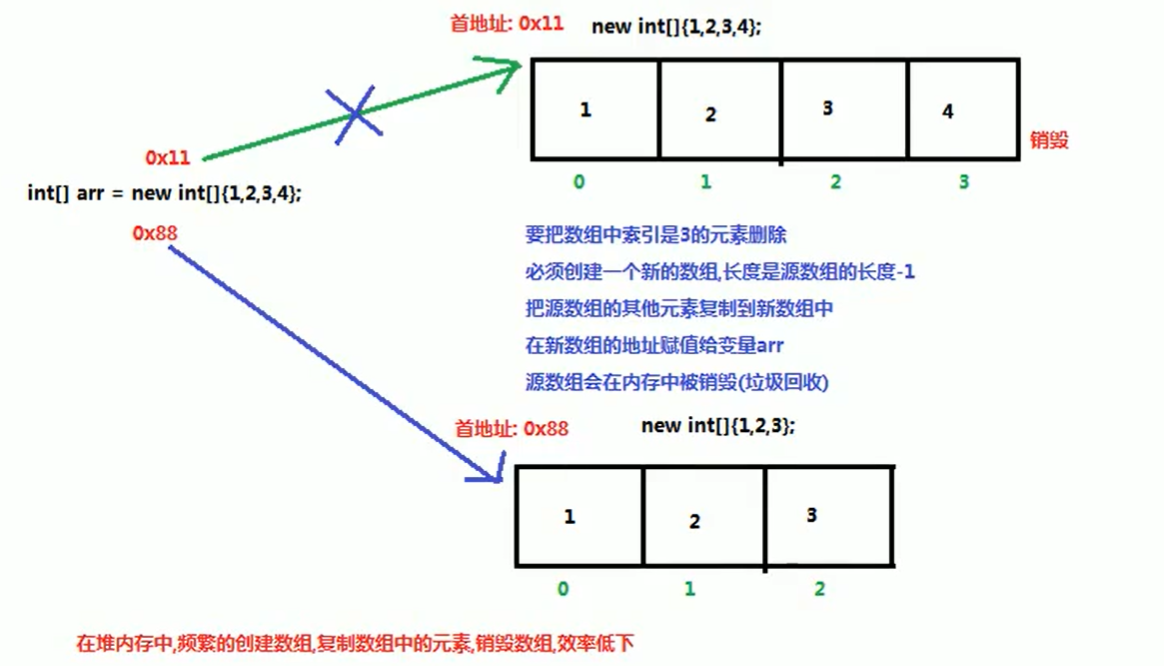 首地址: 0x11 new int[]{1,2,3,4};
1 2 3 4
销毁
0x11
0 1 2 3
int[] arr = new int[]{1,2,3,4};
0x88
要把数组中索引是3的元素删除
必须创建一个新的数组,长度是源数组的长度-1
把源数组的其他元素复制到新数组中
在新数组的地址赋值给变量arr
源数组会在内存中被销毁(垃圾回收)
首地址: 0x88 new int[]{1,2,3};
1 2 3
0 1 2
在堆内存中,频繁的创建数组,复制数组中的元素,销毁数组,效率低下